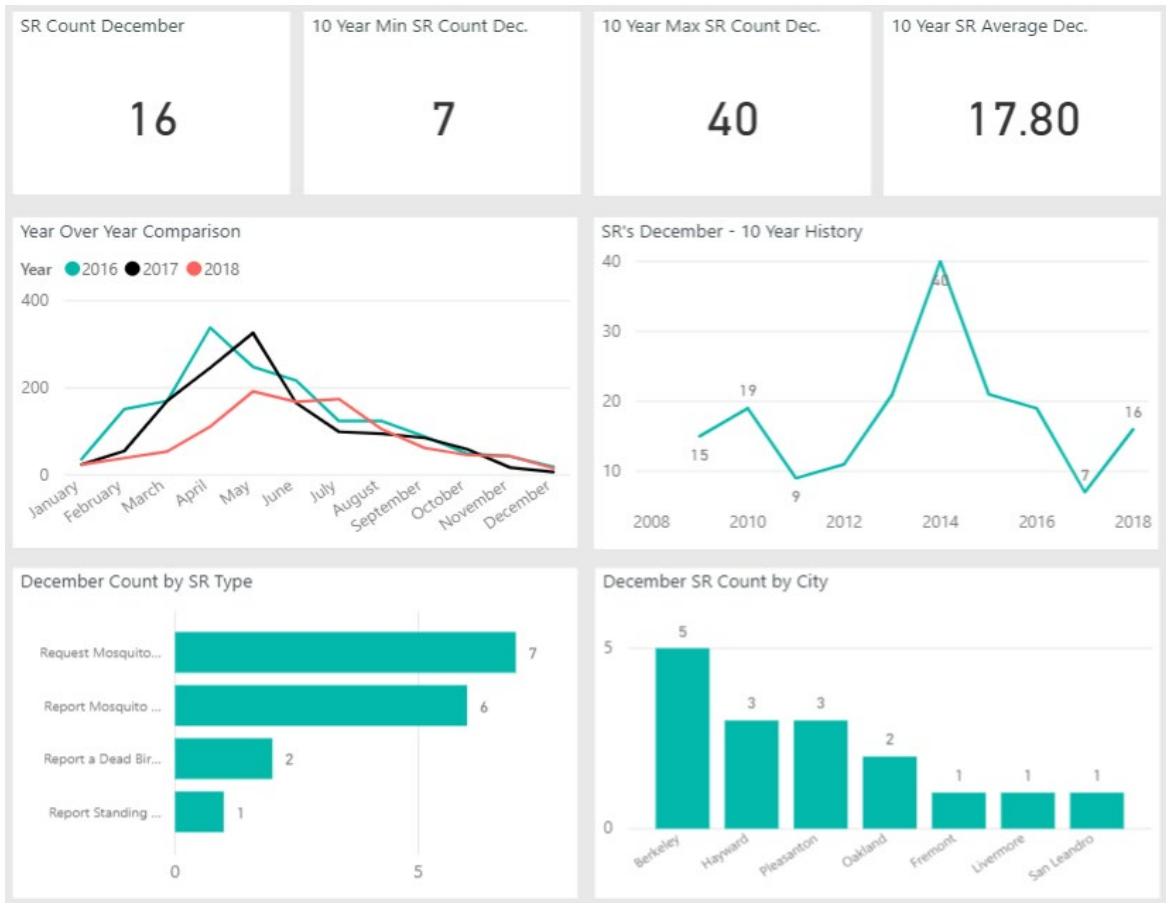 SR Count December
16
10 Year Min SR Count Dec.
7
10 Year Max SR Count Dec.
40
10 Year SR Average Dec.
17.80
Year Over Year Comparison
Year 2016 2017 2018
400
200
0
January
February
March
April
May
June
July
August
September
October
November
December
SR's December - 10 Year History
40
30
20
10
15
19
9
40
7
16
2008
2010
2012
2014
2016
2018
December Count by SR Type
Request Mosquito...
7
Report Mosquito ...
6
Report a Dead Bir...
2
Report Standing ...
1
0
5
December SR Count by City
5
0
5
3
3
2
1
1
1
Berkeley
Hayward
Pleasanton
Oakland
Fremont
Livermore
San Leandro